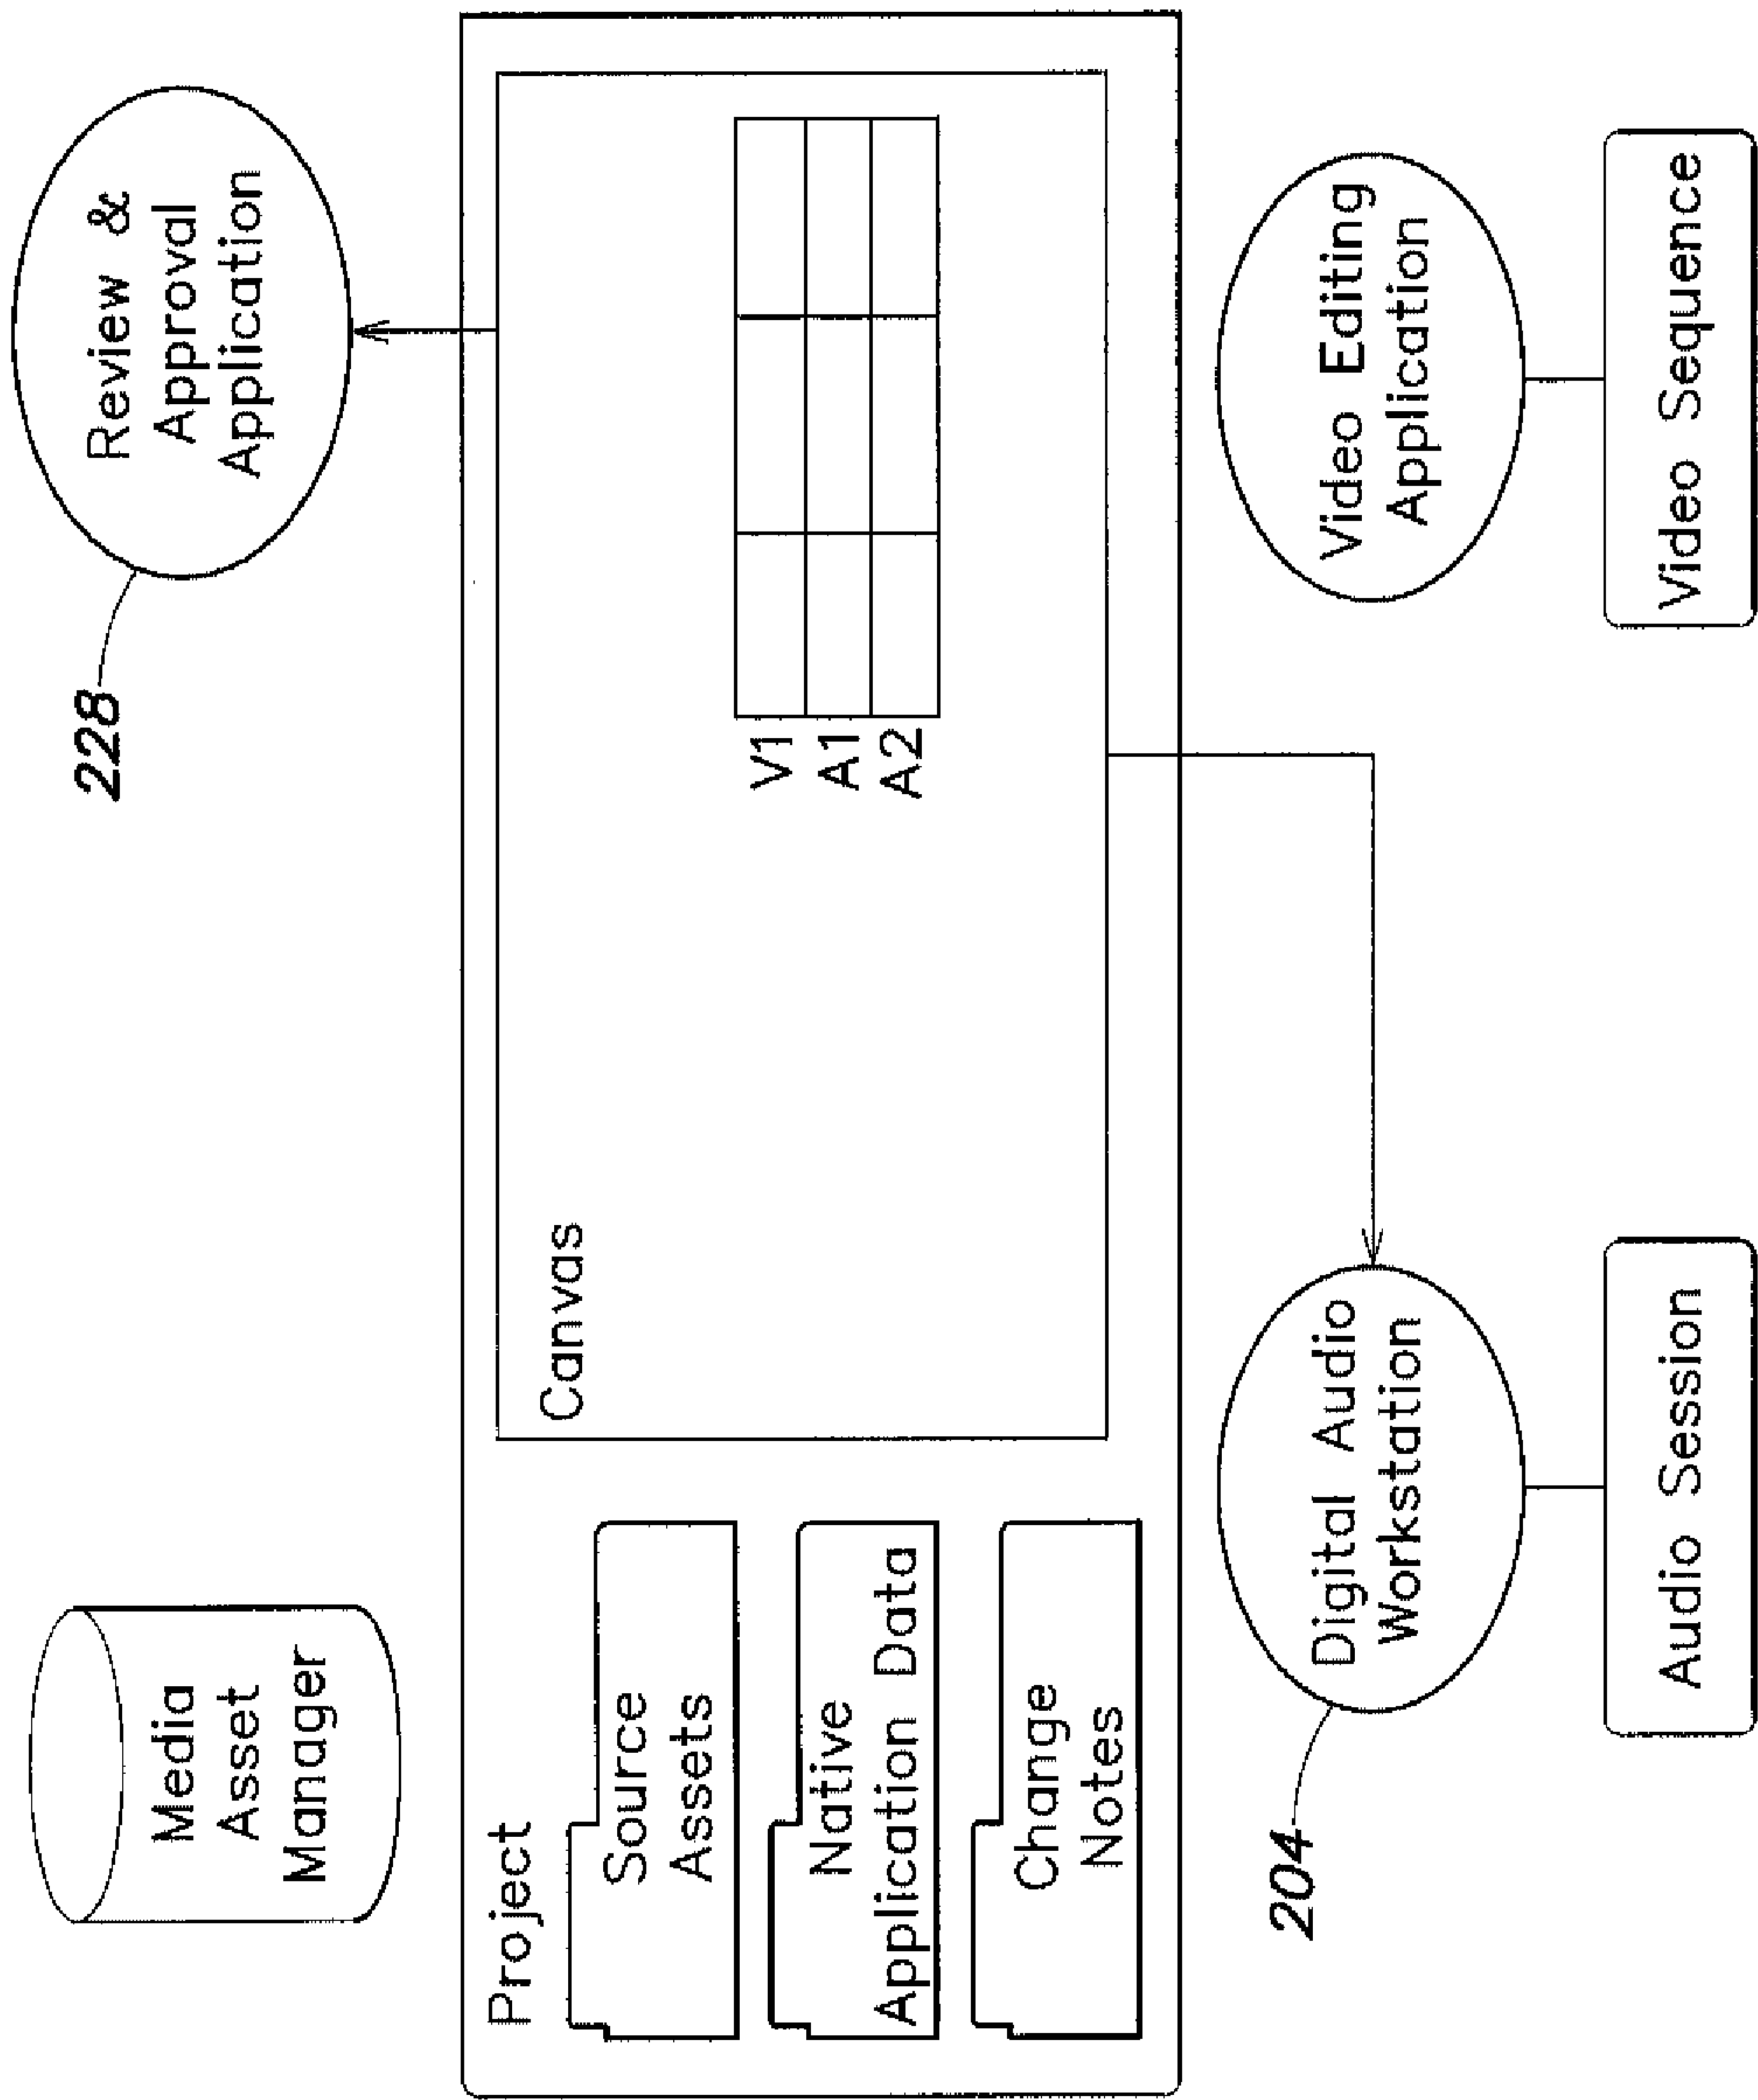 Media
Asset
Manager
228
Review &
Approval
Application
Project
Source
Assets
Native
Application Data
Change
Notes
Canvas
V1
A1
A2
204
Digital Audio
Workstation
Audio Session
Video Editing
Application
Video Sequence